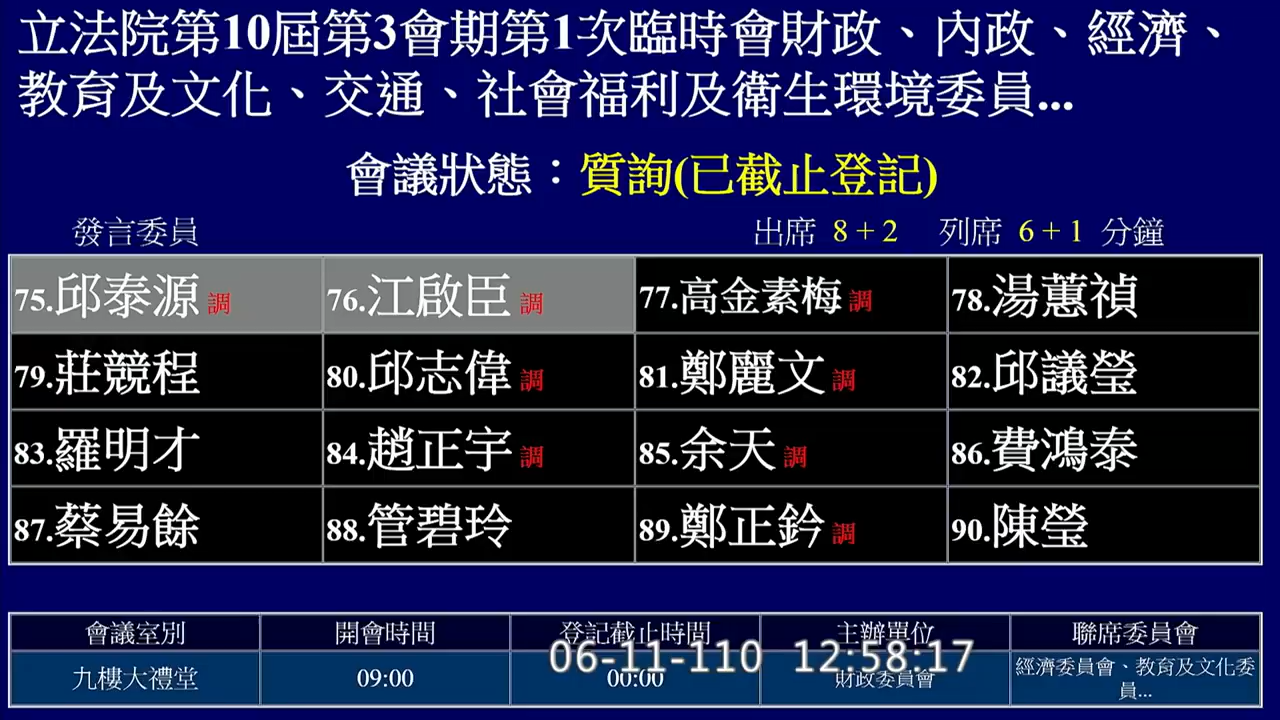 立法院第10屆第3會期第1次臨時會財政、內政、經濟、
教育及文化、交通、社會福利及衛生環境委員...
會議狀態：質詢(已截止登記)
發言委員 出席 8 + 2 列席 6 + 1 分鐘
75.邱泰源 調 76.江啟臣 調 77.高金素梅 調 78.湯蕙禎
79.莊競程 80.邱志偉 調 81.鄭麗文 調 82.邱議瑩
83.羅明才 84.趙正宇 調 85.余天 調 86.費鴻泰
87.蔡易餘 88.管碧玲 89.鄭正鈐 調 90.陳瑩
會議室別 開會時間 登記截止時間 主辦單位 聯席委員會
06-11-110 12:58:17
九樓大禮堂 09:00 00:00 財政委員會 經濟委員會、教育及文化委
員...